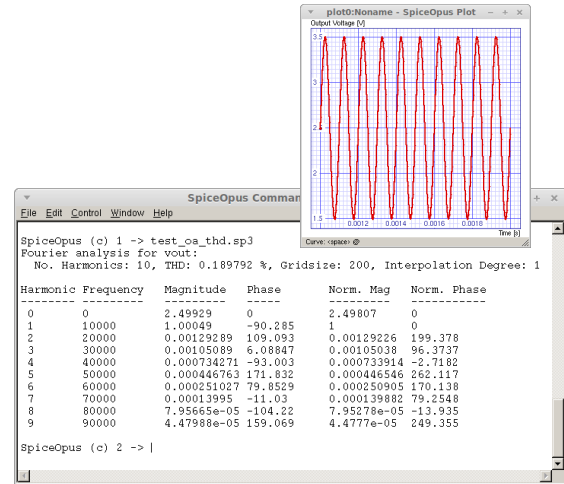 plot0:Noname - SpiceOpus Plot
Output Voltage [V]
3.5
3
2.5
2
1.5
0.0012 0.0014 0.0016 0.0018
Time [s]
Curve: <space> @
SpiceOpus Comman
File Edit Control Window Help
SpiceOpus (c) 1 -> test_oa_thd.sp3
Fourier analysis for vout:
No. Harmonics: 10, THD: 0.189792 %, Gridsize: 200, Interpolation Degree: 1
Harmonic Frequency Magnitude Phase Norm. Mag Norm. Phase
-------- --------- --------- ----- --------- -----------
0 0 2.49929 0 2.49807 0
1 10000 1.00049 -90.285 1 0
2 20000 0.00129289 109.093 0.00129226 199.378
3 30000 0.00105089 6.08847 0.00105038 96.3737
4 40000 0.000734271 -93.003 0.000733914 -2.7182
5 50000 0.000446763 171.832 0.000446546 262.117
6 60000 0.000251027 79.8529 0.000250905 170.138
7 70000 0.00013995 -11.03 0.000139882 79.2548
8 80000 7.95665e-05 -104.22 7.95278e-05 -13.935
9 90000 4.47988e-05 159.069 4.4777e-05 249.355
SpiceOpus (c) 2 -> |